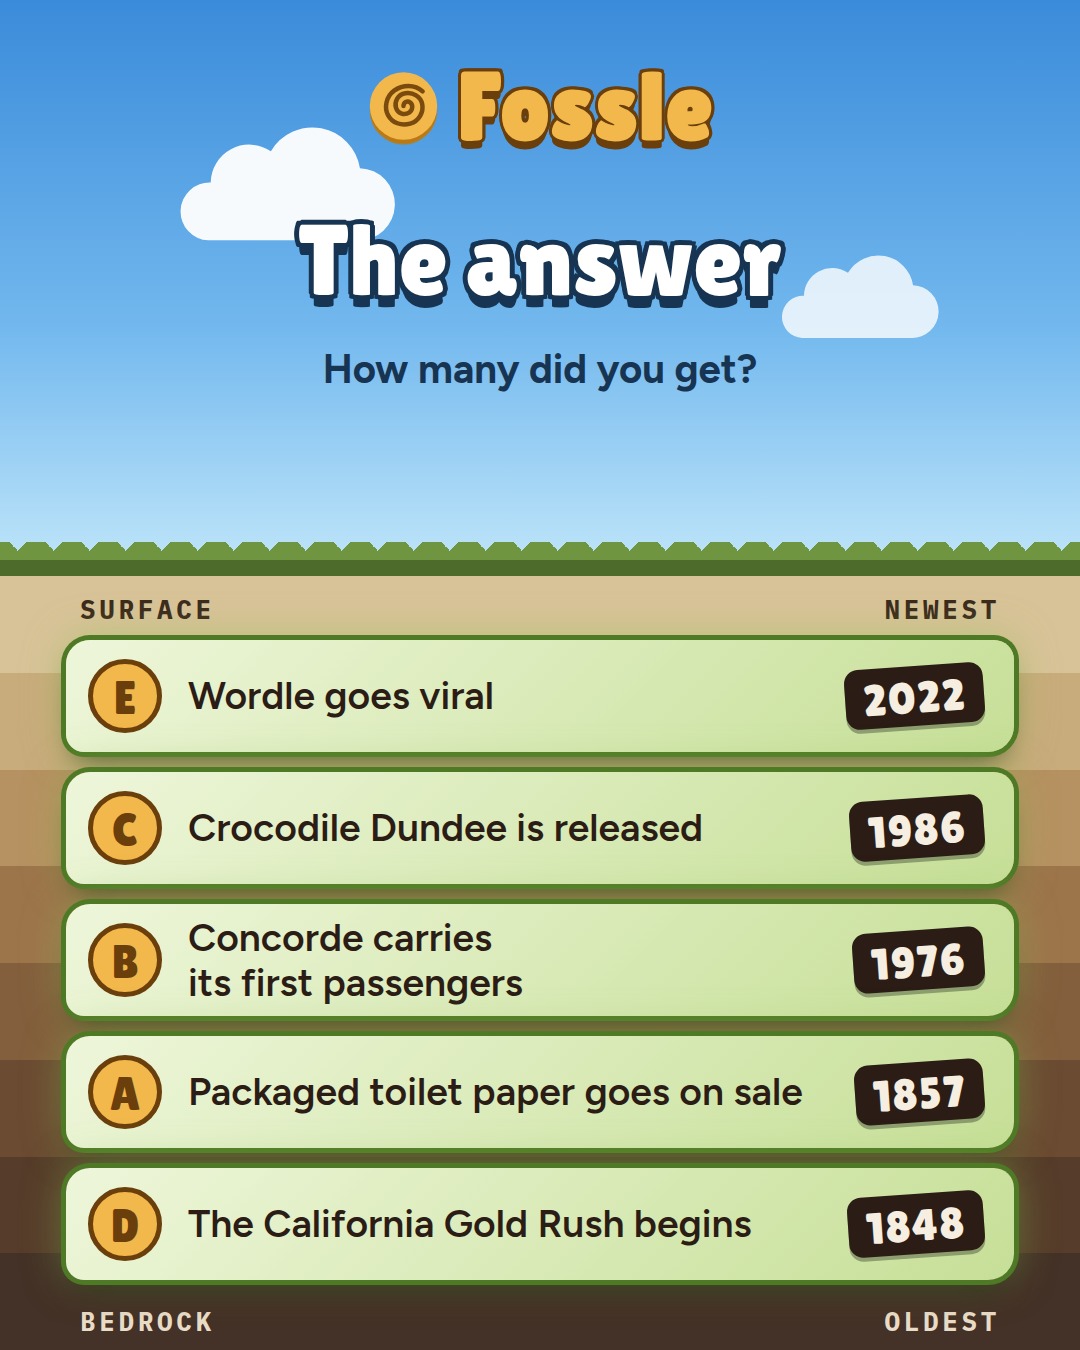 Fossle
The answer
How many did you get?
SURFACE NEWEST
E Wordle goes viral 2022
C Crocodile Dundee is released 1986
B Concorde carries
its first passengers 1976
A Packaged toilet paper goes on sale 1857
D The California Gold Rush begins 1848
BEDROCK OLDEST